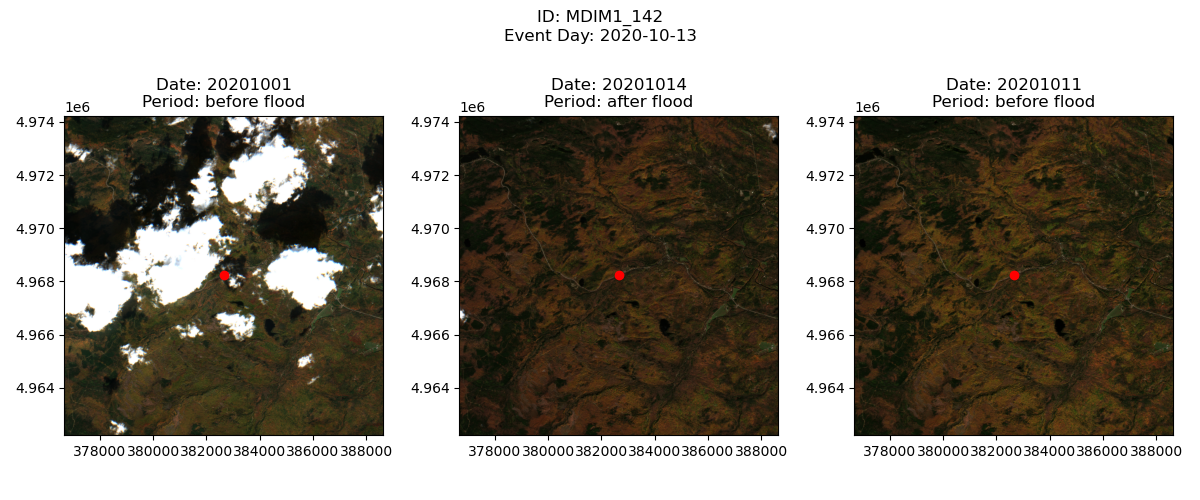 ID: MDIM1_142
Event Day: 2020-10-13
Date: 20201001
Period: before flood
1e6
4.974
4.972
4.970
4.968
4.966
4.964
378000 380000 382000 384000 386000 388000
Date: 20201014
Period: after flood
1e6
4.974
4.972
4.970
4.968
4.966
4.964
378000 380000 382000 384000 386000 388000
Date: 20201011
Period: before flood
1e6
4.974
4.972
4.970
4.968
4.966
4.964
378000 380000 382000 384000 386000 388000